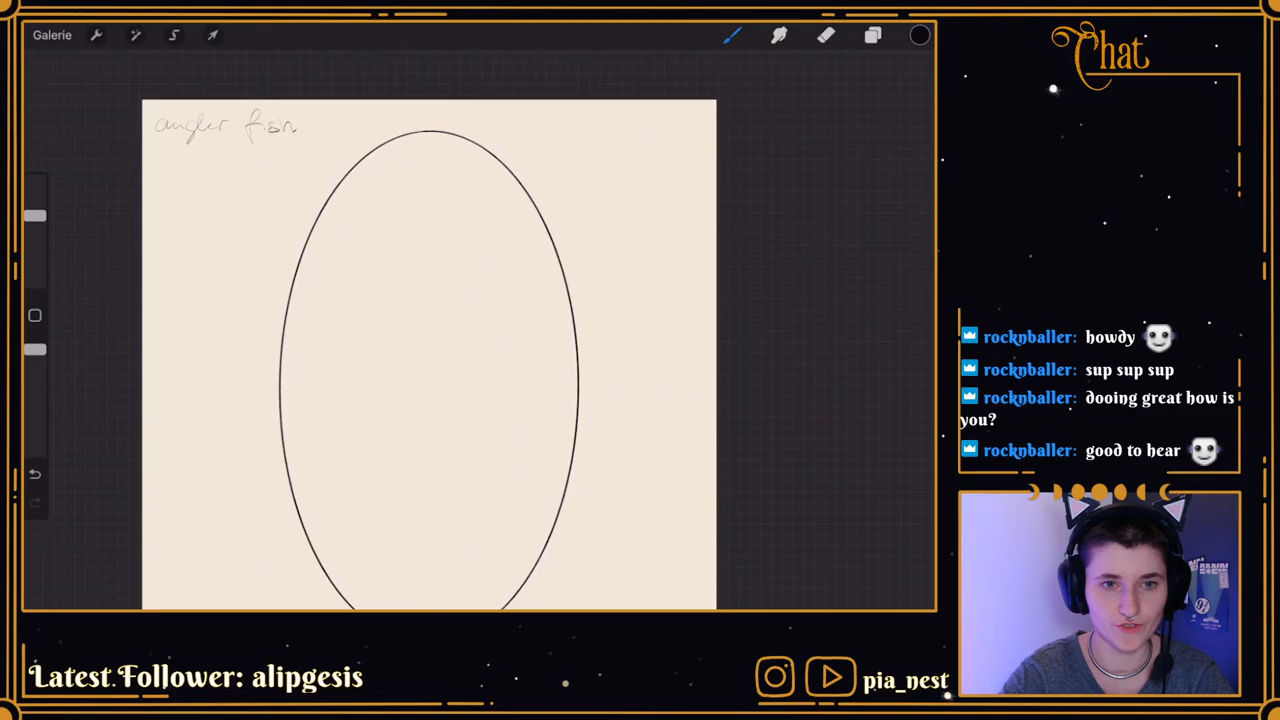 Galerie
angler fish
Chat
rocknballer: howdy
rocknballer: sup sup sup
rocknballer: dooing great how is
you?
rocknballer: good to hear
Latest Follower: alipgesis
pia_nest